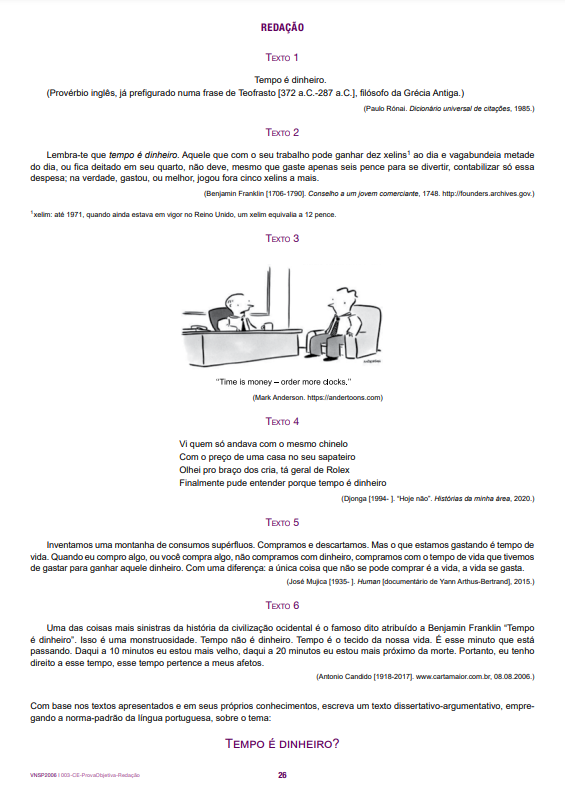 REDAÇÃO
TEXTO 1
Tempo é dinheiro.
(Provérbio inglês, já prefigurado numa frase de Teofrasto [372 a.C.-287 a.C.], filósofo da Grécia Antiga.)
(Paulo Rónai. Dicionário universal de citações, 1985.)
TEXTO 2
Lembra-te que tempo é dinheiro. Aquele que com o seu trabalho pode ganhar dez xelins¹ ao dia e vagabundeia metade
do dia, ou fica deitado em seu quarto, não deve, mesmo que gaste apenas seis pence para se divertir, contabilizar só essa
despesa; na verdade, gastou, ou melhor, jogou fora cinco xelins a mais.
(Benjamin Franklin [1706-1790]. Conselho a um jovem comerciante, 1748. http://founders.archives.gov.)
¹xelim: até 1971, quando ainda estava em vigor no Reino Unido, um xelim equivalia a 12 pence.
TEXTO 3
"Time is money – order more clocks."
(Mark Anderson. https://andertoons.com)
TEXTO 4
Vi quem só andava com o mesmo chinelo
Com o preço de uma casa no seu sapateiro
Olhei pro braço dos cria, tá geral de Rolex
Finalmente pude entender porque tempo é dinheiro
(Djonga [1994- ]. "Hoje não". Histórias da minha área, 2020.)
TEXTO 5
Inventamos uma montanha de consumos supérfluos. Compramos e descartamos. Mas o que estamos gastando é tempo de
vida. Quando eu compro algo, ou você compra algo, não compramos com dinheiro, compramos com o tempo de vida que tivemos
de gastar para ganhar aquele dinheiro. Com uma diferença: a única coisa que não se pode comprar é a vida, a vida se gasta.
(José Mujica [1935- ]. Human [documentário de Yann Arthus-Bertrand], 2015.)
TEXTO 6
Uma das coisas mais sinistras da história da civilização ocidental é o famoso dito atribuído a Benjamin Franklin "Tempo
é dinheiro". Isso é uma monstruosidade. Tempo não é dinheiro. Tempo é o tecido da nossa vida. É esse minuto que está
passando. Daqui a 10 minutos eu estou mais velho, daqui a 20 minutos eu estou mais próximo da morte. Portanto, eu tenho
direito a esse tempo, esse tempo pertence a meus afetos.
(Antonio Candido [1918-2017]. www.cartamaior.com.br, 08.08.2006.)
Com base nos textos apresentados e em seus próprios conhecimentos, escreva um texto dissertativo-argumentativo, empre-
gando a norma-padrão da língua portuguesa, sobre o tema:
TEMPO É DINHEIRO?
VNSP2006 | 003-CE-ProvaObjetiva-Redação
26